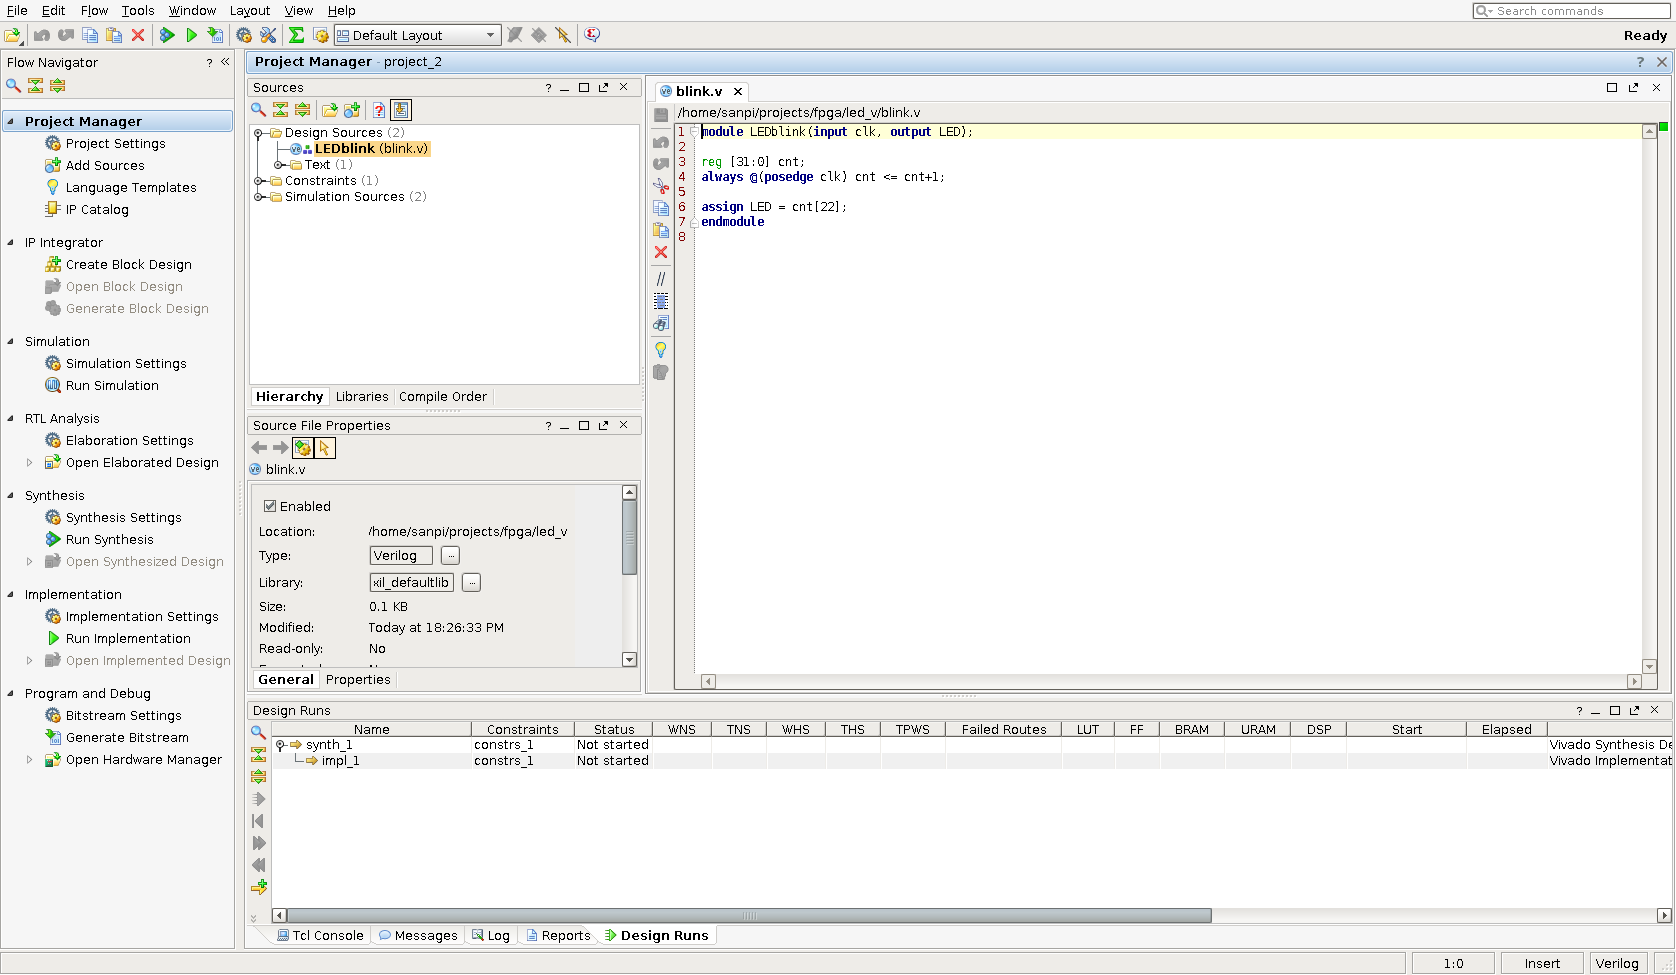 File Edit Flow Tools Window Layout View Help
Search commands
Default Layout
Ready
Flow Navigator
Project Manager
Project Settings
Add Sources
Language Templates
IP Catalog
IP Integrator
Create Block Design
Open Block Design
Generate Block Design
Simulation
Simulation Settings
Run Simulation
RTL Analysis
Elaboration Settings
Open Elaborated Design
Synthesis
Synthesis Settings
Run Synthesis
Open Synthesized Design
Implementation
Implementation Settings
Run Implementation
Open Implemented Design
Program and Debug
Bitstream Settings
Generate Bitstream
Open Hardware Manager
Project Manager - project_2
Sources
Design Sources (2)
LEDblink (blink.v)
Text (1)
Constraints (1)
Simulation Sources (2)
Hierarchy Libraries Compile Order
Source File Properties
blink.v
Enabled
Location: /home/sanpi/projects/fpga/led_v
Type: Verilog
Library: xil_defaultlib
Size: 0.1 KB
Modified: Today at 18:26:33 PM
Read-only: No
General Properties
blink.v
/home/sanpi/projects/fpga/led_v/blink.v
1 module LEDblink(input clk, output LED);
2
3 reg [31:0] cnt;
4 always @(posedge clk) cnt <= cnt+1;
5
6 assign LED = cnt[22];
7 endmodule
8
Design Runs
Name Constraints Status WNS TNS WHS THS TPWS Failed Routes LUT FF BRAM URAM DSP Start Elapsed
synth_1 constrs_1 Not started Vivado Synthesis De
impl_1 constrs_1 Not started Vivado Implementat
Tcl Console Messages Log Reports Design Runs
1:0 Insert Verilog